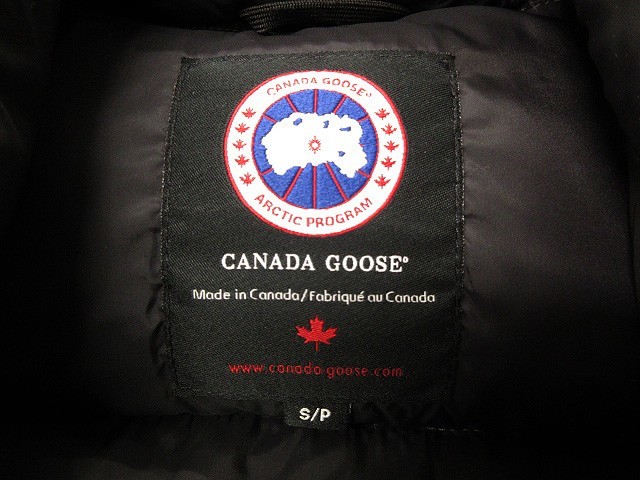 CANADA GOOSE®
ARCTIC PROGRAM
CANADA GOOSE®
Made in Canada/Fabriqué au Canada
www.canada-goose.com
S/P